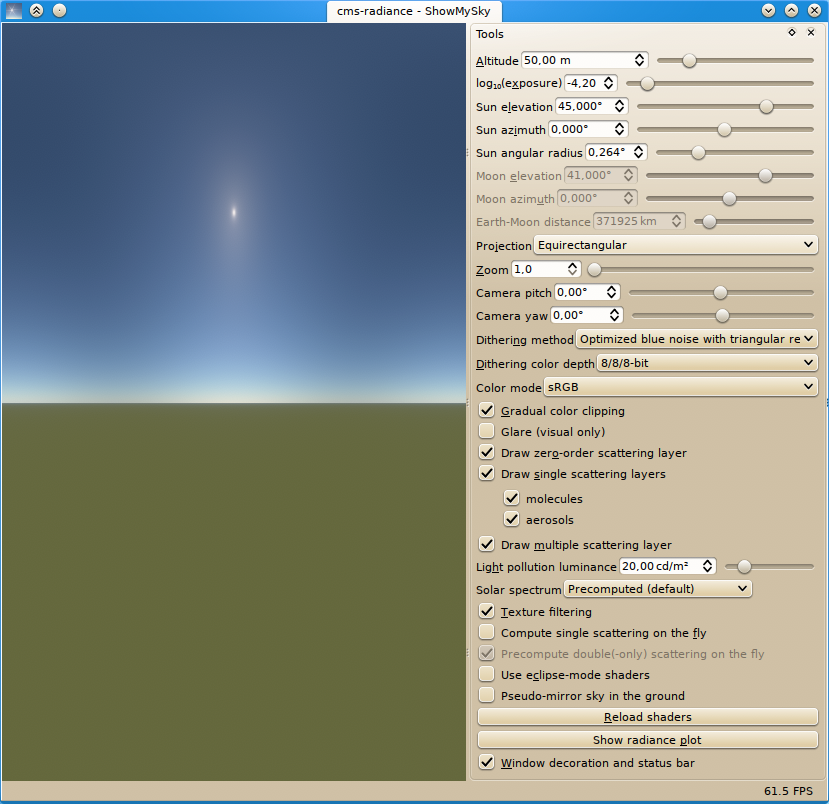 cms-radiance - ShowMySky
Tools
Altitude 50,00 m
log₁₀(exposure) -4,20
Sun elevation 45,000°
Sun azimuth 0,000°
Sun angular radius 0,264°
Moon elevation 41,000°
Moon azimuth 0,000°
Earth-Moon distance 371925 km
Projection Equirectangular
Zoom 1,0
Camera pitch 0,00°
Camera yaw 0,00°
Dithering method Optimized blue noise with triangular re
Dithering color depth 8/8/8-bit
Color mode sRGB
Gradual color clipping
Glare (visual only)
Draw zero-order scattering layer
Draw single scattering layers
molecules
aerosols
Draw multiple scattering layer
Light pollution luminance 20,00 cd/m²
Solar spectrum Precomputed (default)
Texture filtering
Compute single scattering on the fly
Precompute double(-only) scattering on the fly
Use eclipse-mode shaders
Pseudo-mirror sky in the ground
Reload shaders
Show radiance plot
Window decoration and status bar
61.5 FPS